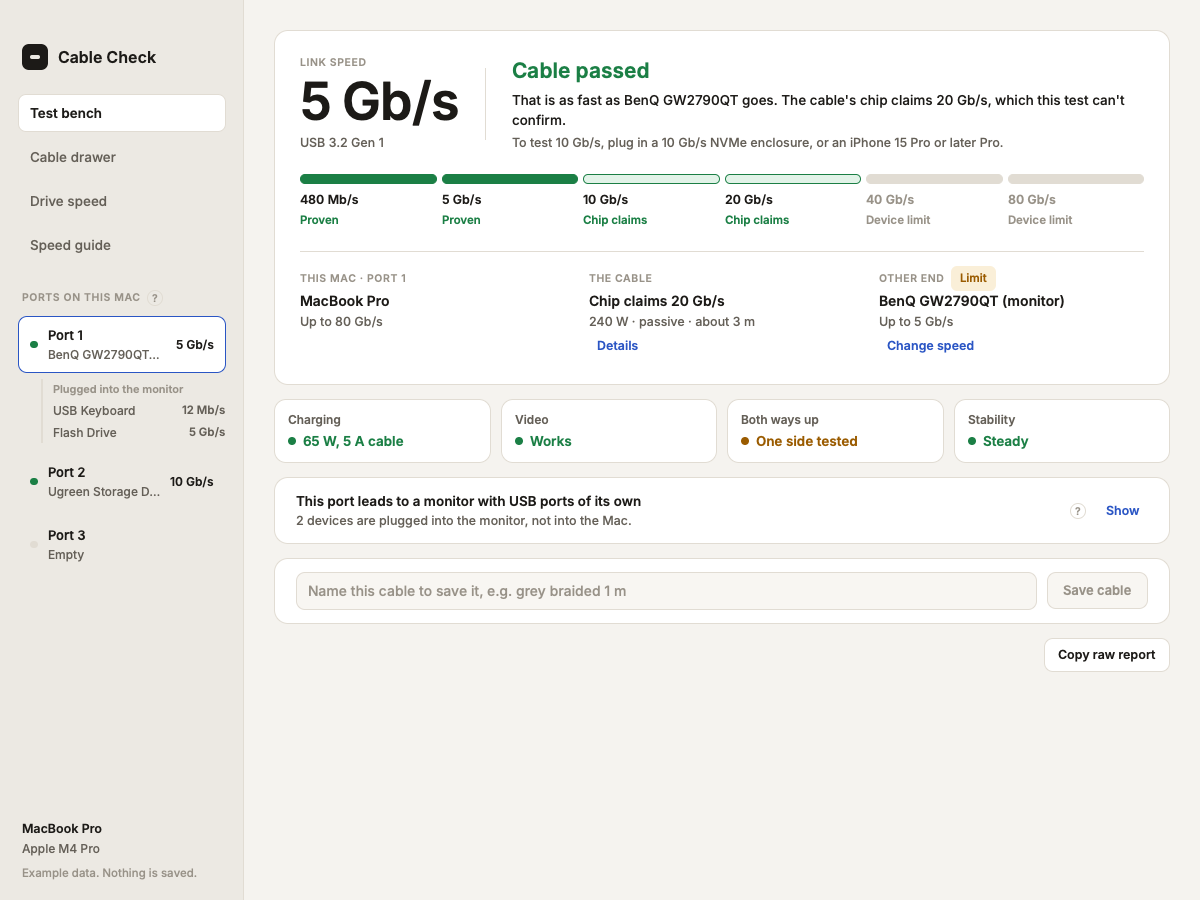 Cable Check
Test bench
Cable drawer
Drive speed
Speed guide
PORTS ON THIS MAC ?
Port 1
BenQ GW2790QT...
5 Gb/s
Plugged into the monitor
USB Keyboard 12 Mb/s
Flash Drive 5 Gb/s
Port 2
Ugreen Storage D...
10 Gb/s
Port 3
Empty
MacBook Pro
Apple M4 Pro
Example data. Nothing is saved.
LINK SPEED
5 Gb/s
USB 3.2 Gen 1
Cable passed
That is as fast as BenQ GW2790QT goes. The cable's chip claims 20 Gb/s, which this test can't
confirm.
To test 10 Gb/s, plug in a 10 Gb/s NVMe enclosure, or an iPhone 15 Pro or later Pro.
480 Mb/s 5 Gb/s 10 Gb/s 20 Gb/s 40 Gb/s 80 Gb/s
Proven Proven Chip claims Chip claims Device limit Device limit
THIS MAC · PORT 1
MacBook Pro
Up to 80 Gb/s
THE CABLE
Chip claims 20 Gb/s
240 W · passive · about 3 m
Details
OTHER END Limit
BenQ GW2790QT (monitor)
Up to 5 Gb/s
Change speed
Charging
65 W, 5 A cable
Video
Works
Both ways up
One side tested
Stability
Steady
This port leads to a monitor with USB ports of its own
2 devices are plugged into the monitor, not into the Mac.
? Show
Name this cable to save it, e.g. grey braided 1 m
Save cable
Copy raw report